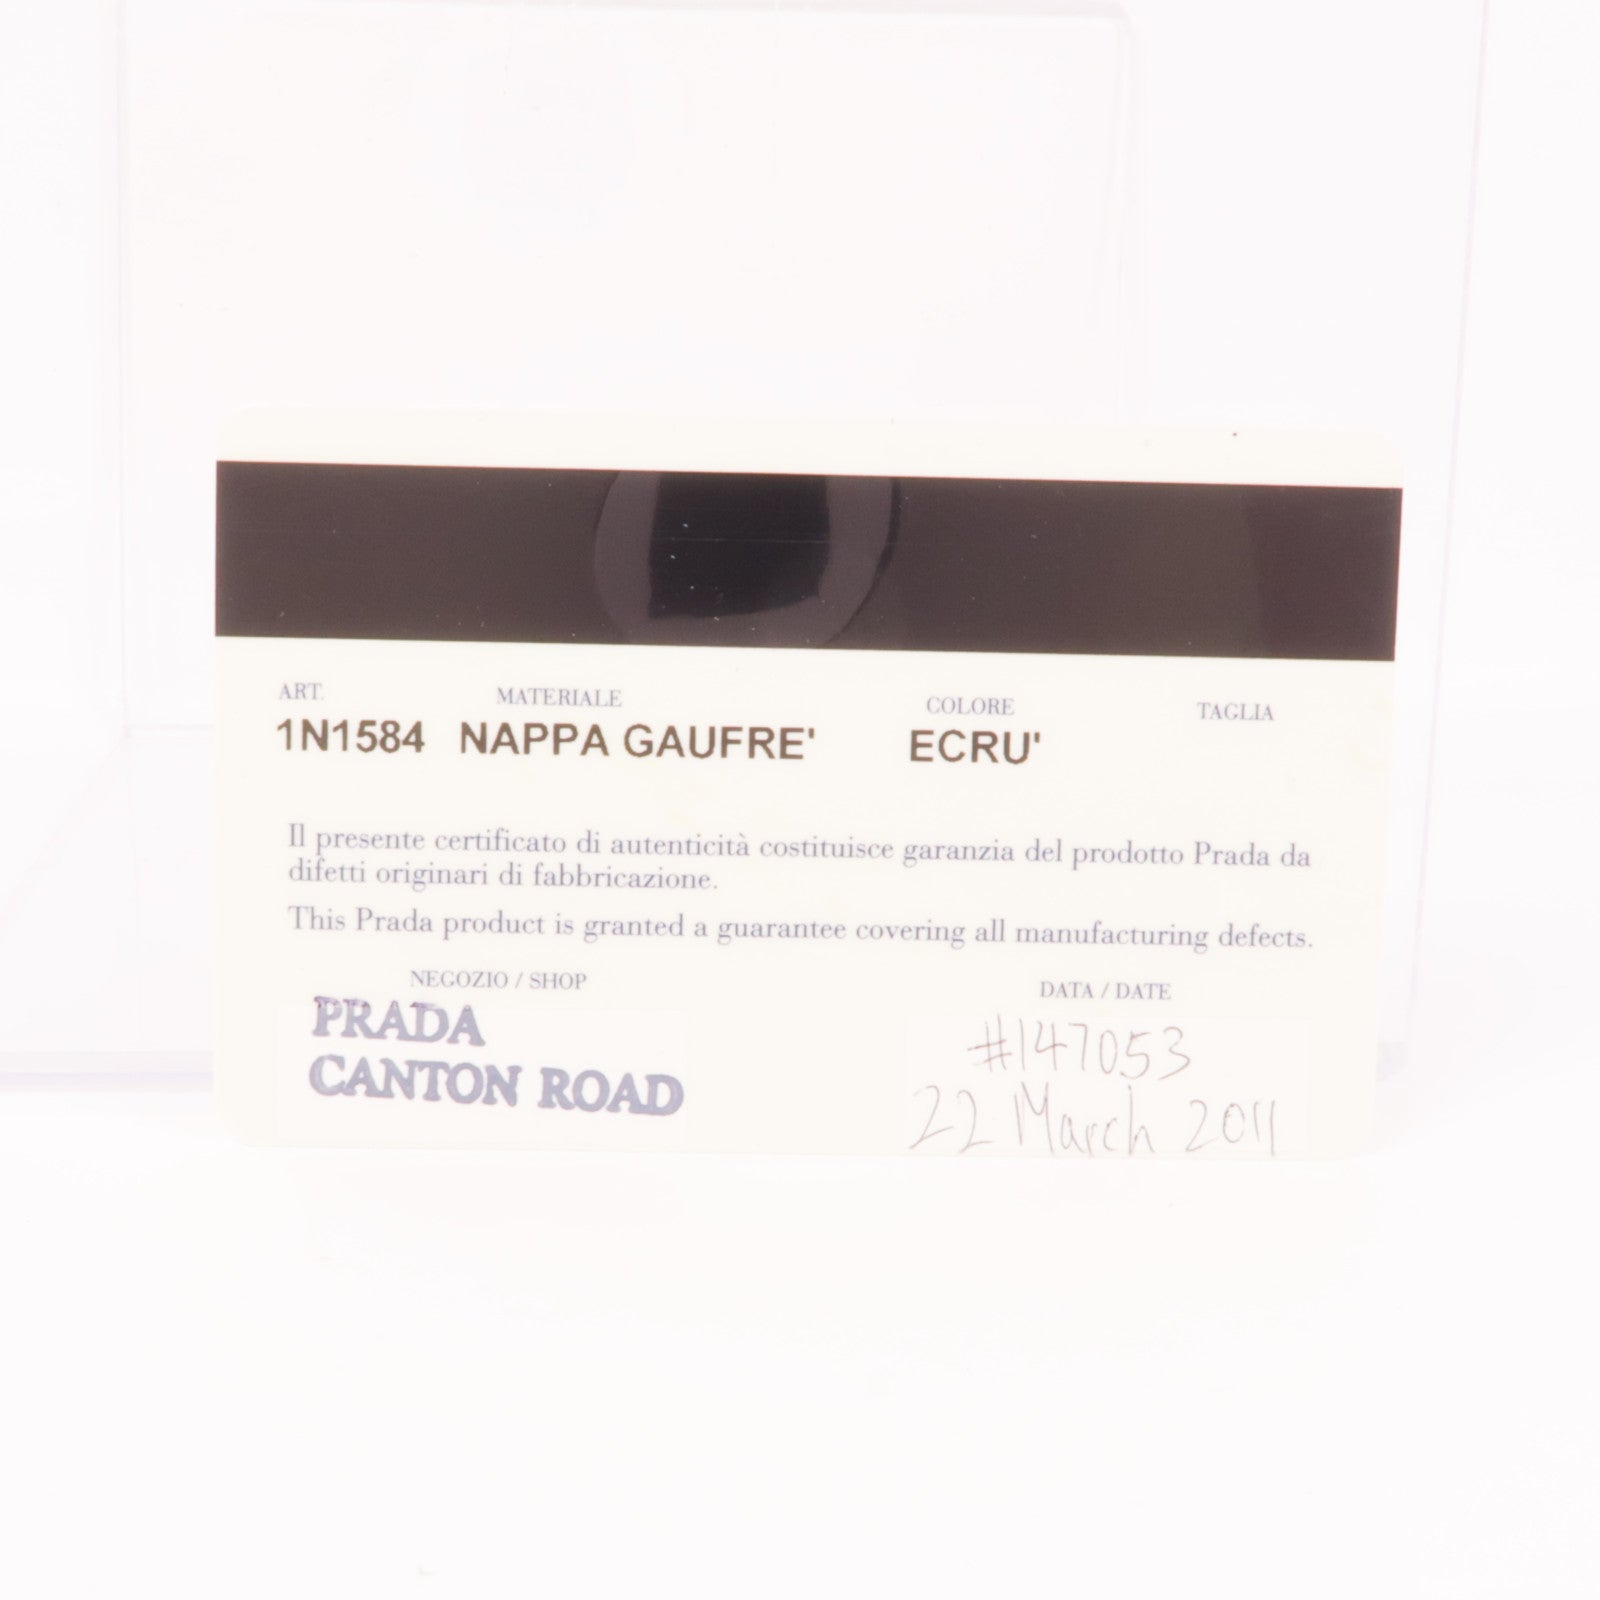 ART. MATERIALE COLORE TAGLIA
1N1584 NAPPA GAUFRE' ECRU'
Il presente certificato di autenticità costituisce garanzia del prodotto Prada da
difetti originari di fabbricazione.
This Prada product is granted a guarantee covering all manufacturing defects.
NEGOZIO / SHOP DATA / DATE
PRADA #147053
CANTON ROAD 22 March 2011